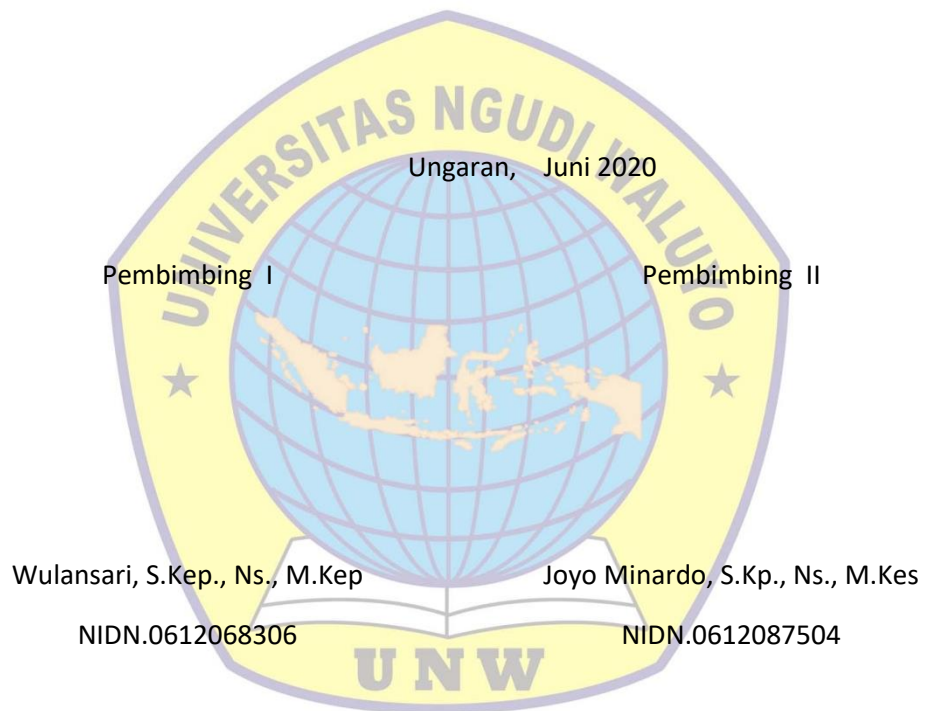 UNIVERSITAS NGUDI WALUYO
Ungaran, Juni 2020
Pembimbing I Pembimbing II
Wulansari, S.Kep., Ns., M.Kep Joyo Minardo, S.Kp., Ns., M.Kes
NIDN.0612068306 NIDN.0612087504
UNW